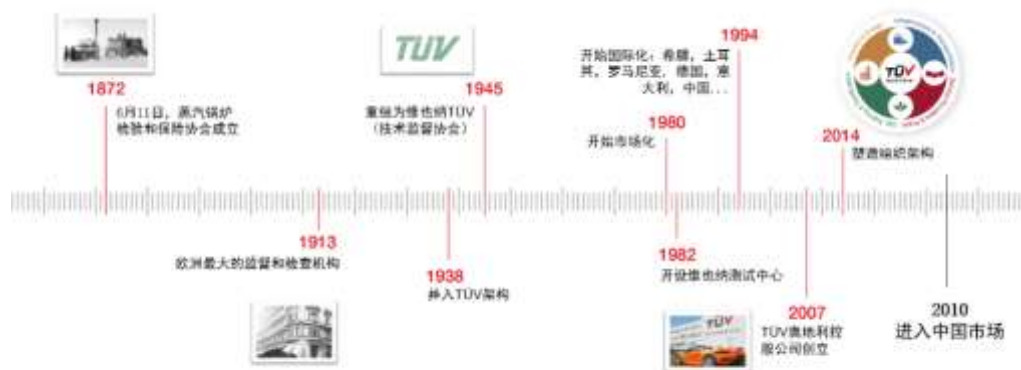 1872
6月11日，蒸汽锅炉
检验和保险协会成立
1913
欧洲最大的监督和检查机构
1938
并入TÜV架构
TÜV
1945
重组为维也纳TÜV
（技术监督协会）
1980
开始市场化
1982
开设维也纳测试中心
1994
开始国际化：希腊，土耳
其，罗马尼亚，德国，意
大利，中国...
2007
TÜV奥地利控
股公司创立
TÜV
2014
塑造组织架构
TÜV
2010
进入中国市场